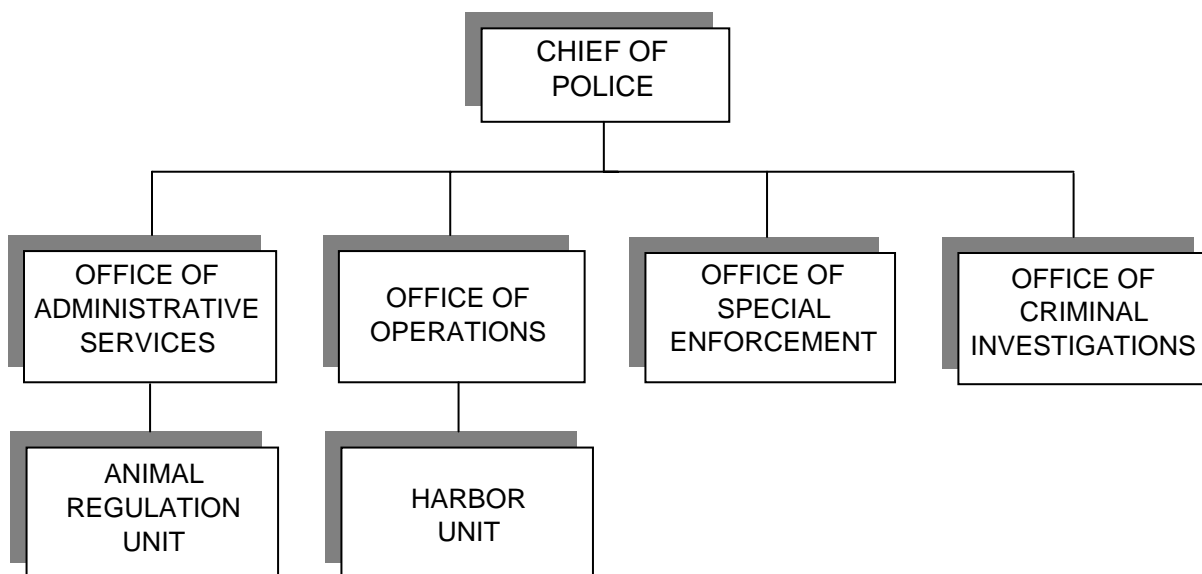 CHIEF OF
POLICE
OFFICE OF
ADMINISTRATIVE
SERVICES
OFFICE OF
OPERATIONS
OFFICE OF
SPECIAL
ENFORCEMENT
OFFICE OF
CRIMINAL
INVESTIGATIONS
ANIMAL
REGULATION
UNIT
HARBOR
UNIT